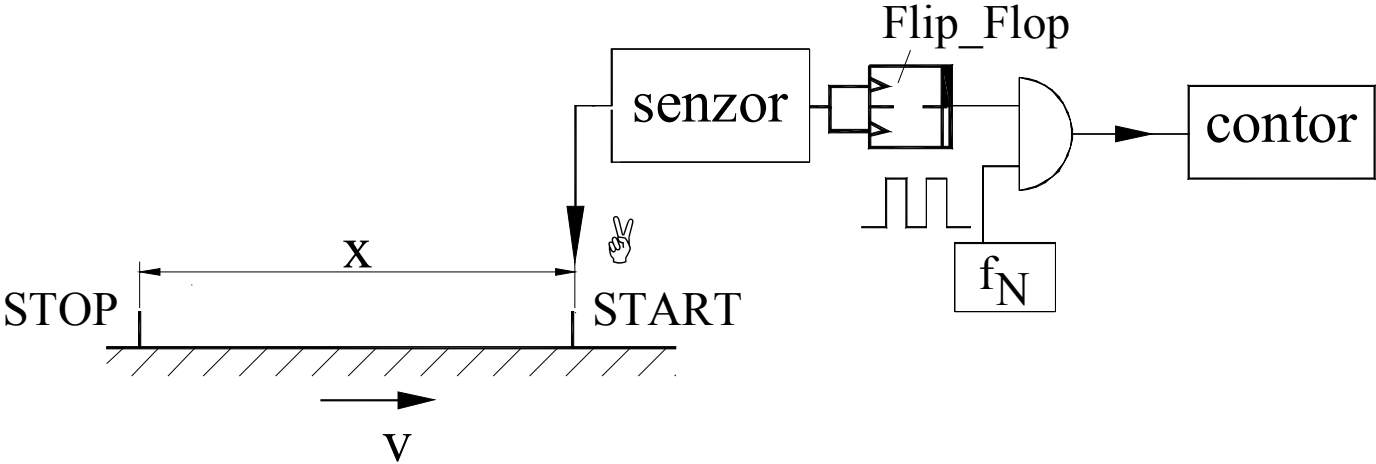 Flip_Flop
senzor
contor
x
f_N
STOP
START
v